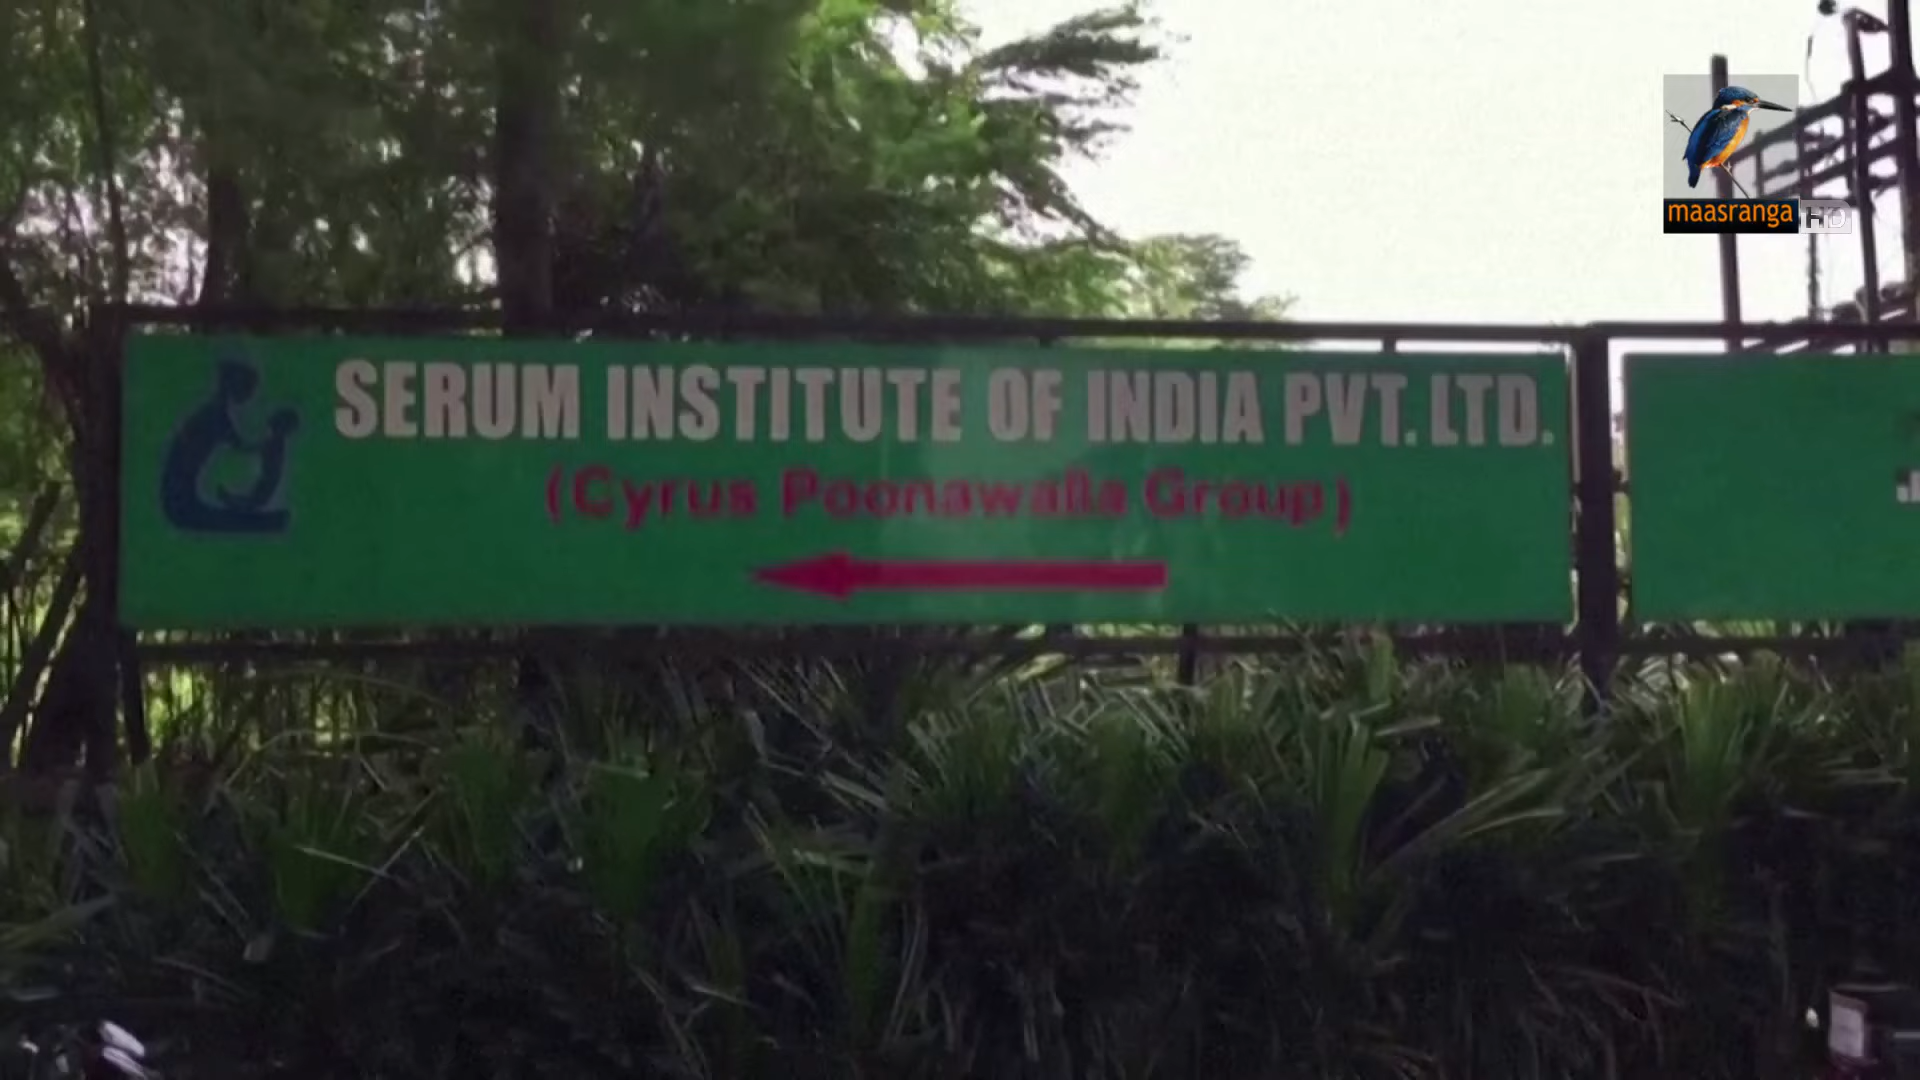 SERUM INSTITUTE OF INDIA PVT. LTD.
(Cyrus Poonawalla Group)
maasranga HD